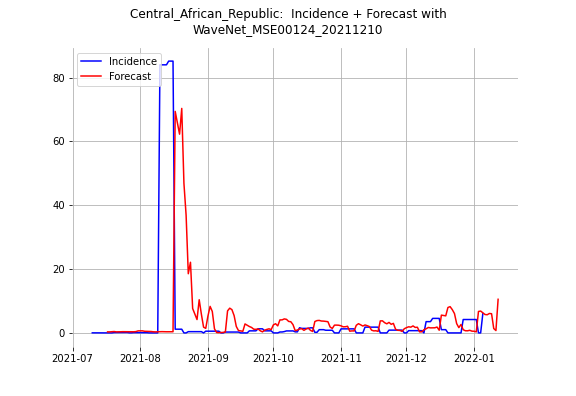 Central_African_Republic:  Incidence + Forecast with
WaveNet_MSE00124_20211210
Incidence
Forecast
80
60
40
20
0
2021-07 2021-08 2021-09 2021-10 2021-11 2021-12 2022-01